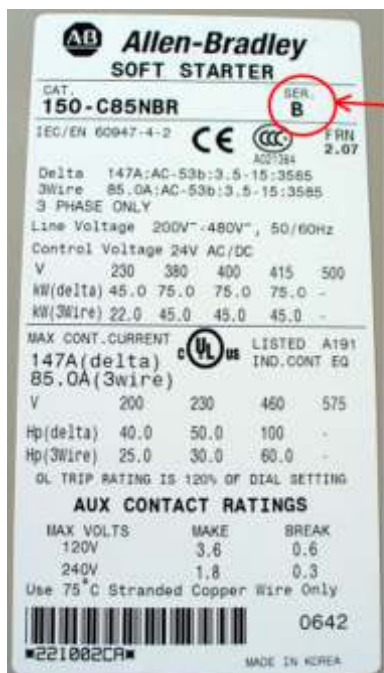 AB Allen-Bradley
SOFT STARTER
CAT. SER.
150-C85NBR B
IEC/EN 60947-4-2 CE CCC FRN
A021384 2.07
Delta 147A:AC-53b:3.5-15:3585
3Wire 85.0A:AC-53b:3.5-15:3585
3 PHASE ONLY
Line Voltage 200V~-480V~, 50/60Hz
Control Voltage 24V AC/DC
V 230 380 400 415 500
kW(delta) 45.0 75.0 75.0 75.0 -
kW(3Wire) 22.0 45.0 45.0 45.0 -
MAX CONT.CURRENT c UL us LISTED A191
147A(delta) IND.CONT EQ
85.0A(3wire)
V 200 230 460 575
Hp(delta) 40.0 50.0 100 -
Hp(3Wire) 25.0 30.0 60.0 -
OL TRIP RATING IS 120% OF DIAL SETTING
AUX CONTACT RATINGS
MAX VOLTS MAKE BREAK
120V 3.6 0.6
240V 1.8 0.3
Use 75°C Stranded Copper Wire Only
0642
*221002CA*
MADE IN KOREA